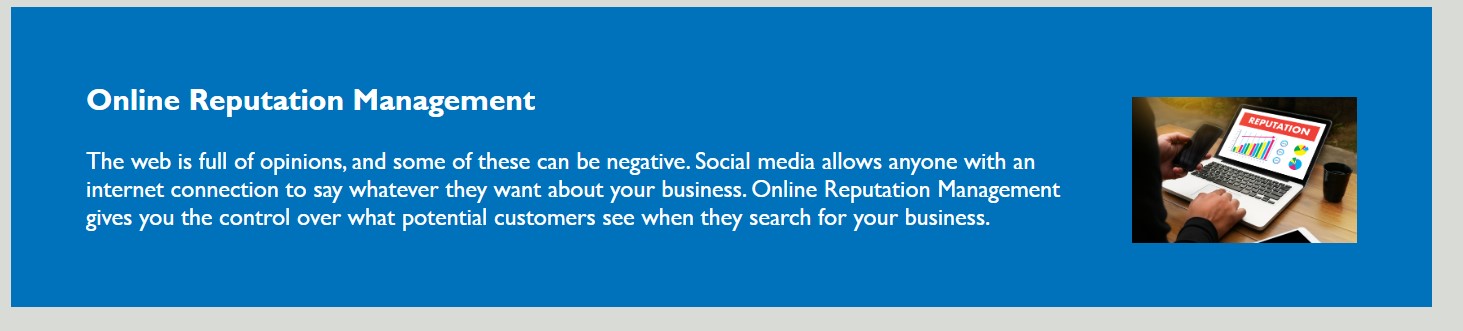 Online Reputation Management
The web is full of opinions, and some of these can be negative. Social media allows anyone with an
internet connection to say whatever they want about your business. Online Reputation Management
gives you the control over what potential customers see when they search for your business.
REPUTATION